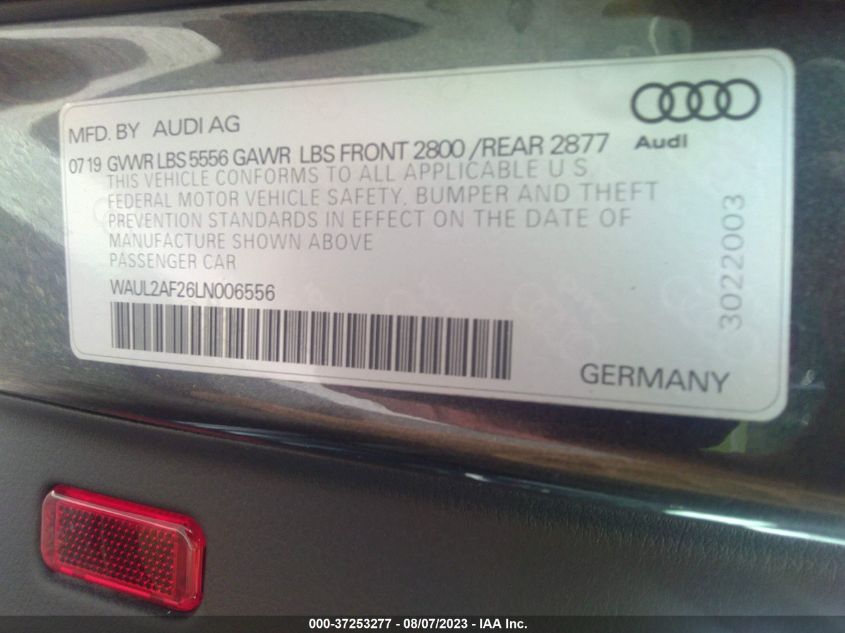 MFD. BY AUDI AG
Audi
07 19 GVWR LBS 5556 GAWR LBS FRONT 2800 /REAR 2877
THIS VEHICLE CONFORMS TO ALL APPLICABLE U S
FEDERAL MOTOR VEHICLE SAFETY, BUMPER AND THEFT
PREVENTION STANDARDS IN EFFECT ON THE DATE OF
MANUFACTURE SHOWN ABOVE
PASSENGER CAR
WAUL2AF26LN006556
3022003
GERMANY
000-37253277 - 08/07/2023 - IAA Inc.